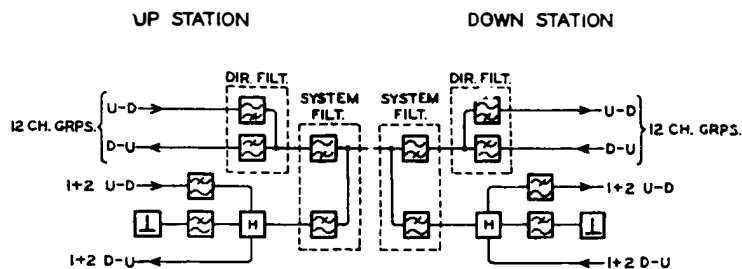 UP STATION
DOWN STATION
DIR. FILT.
SYSTEM
FILT.
SYSTEM
FILT.
DIR. FILT.
12 CH. GRPS.
U-D
D-U
U-D
D-U
12 CH. GRPS.
1+2 U-D
H
1+2 D-U
1+2 U-D
H
1+2 D-U